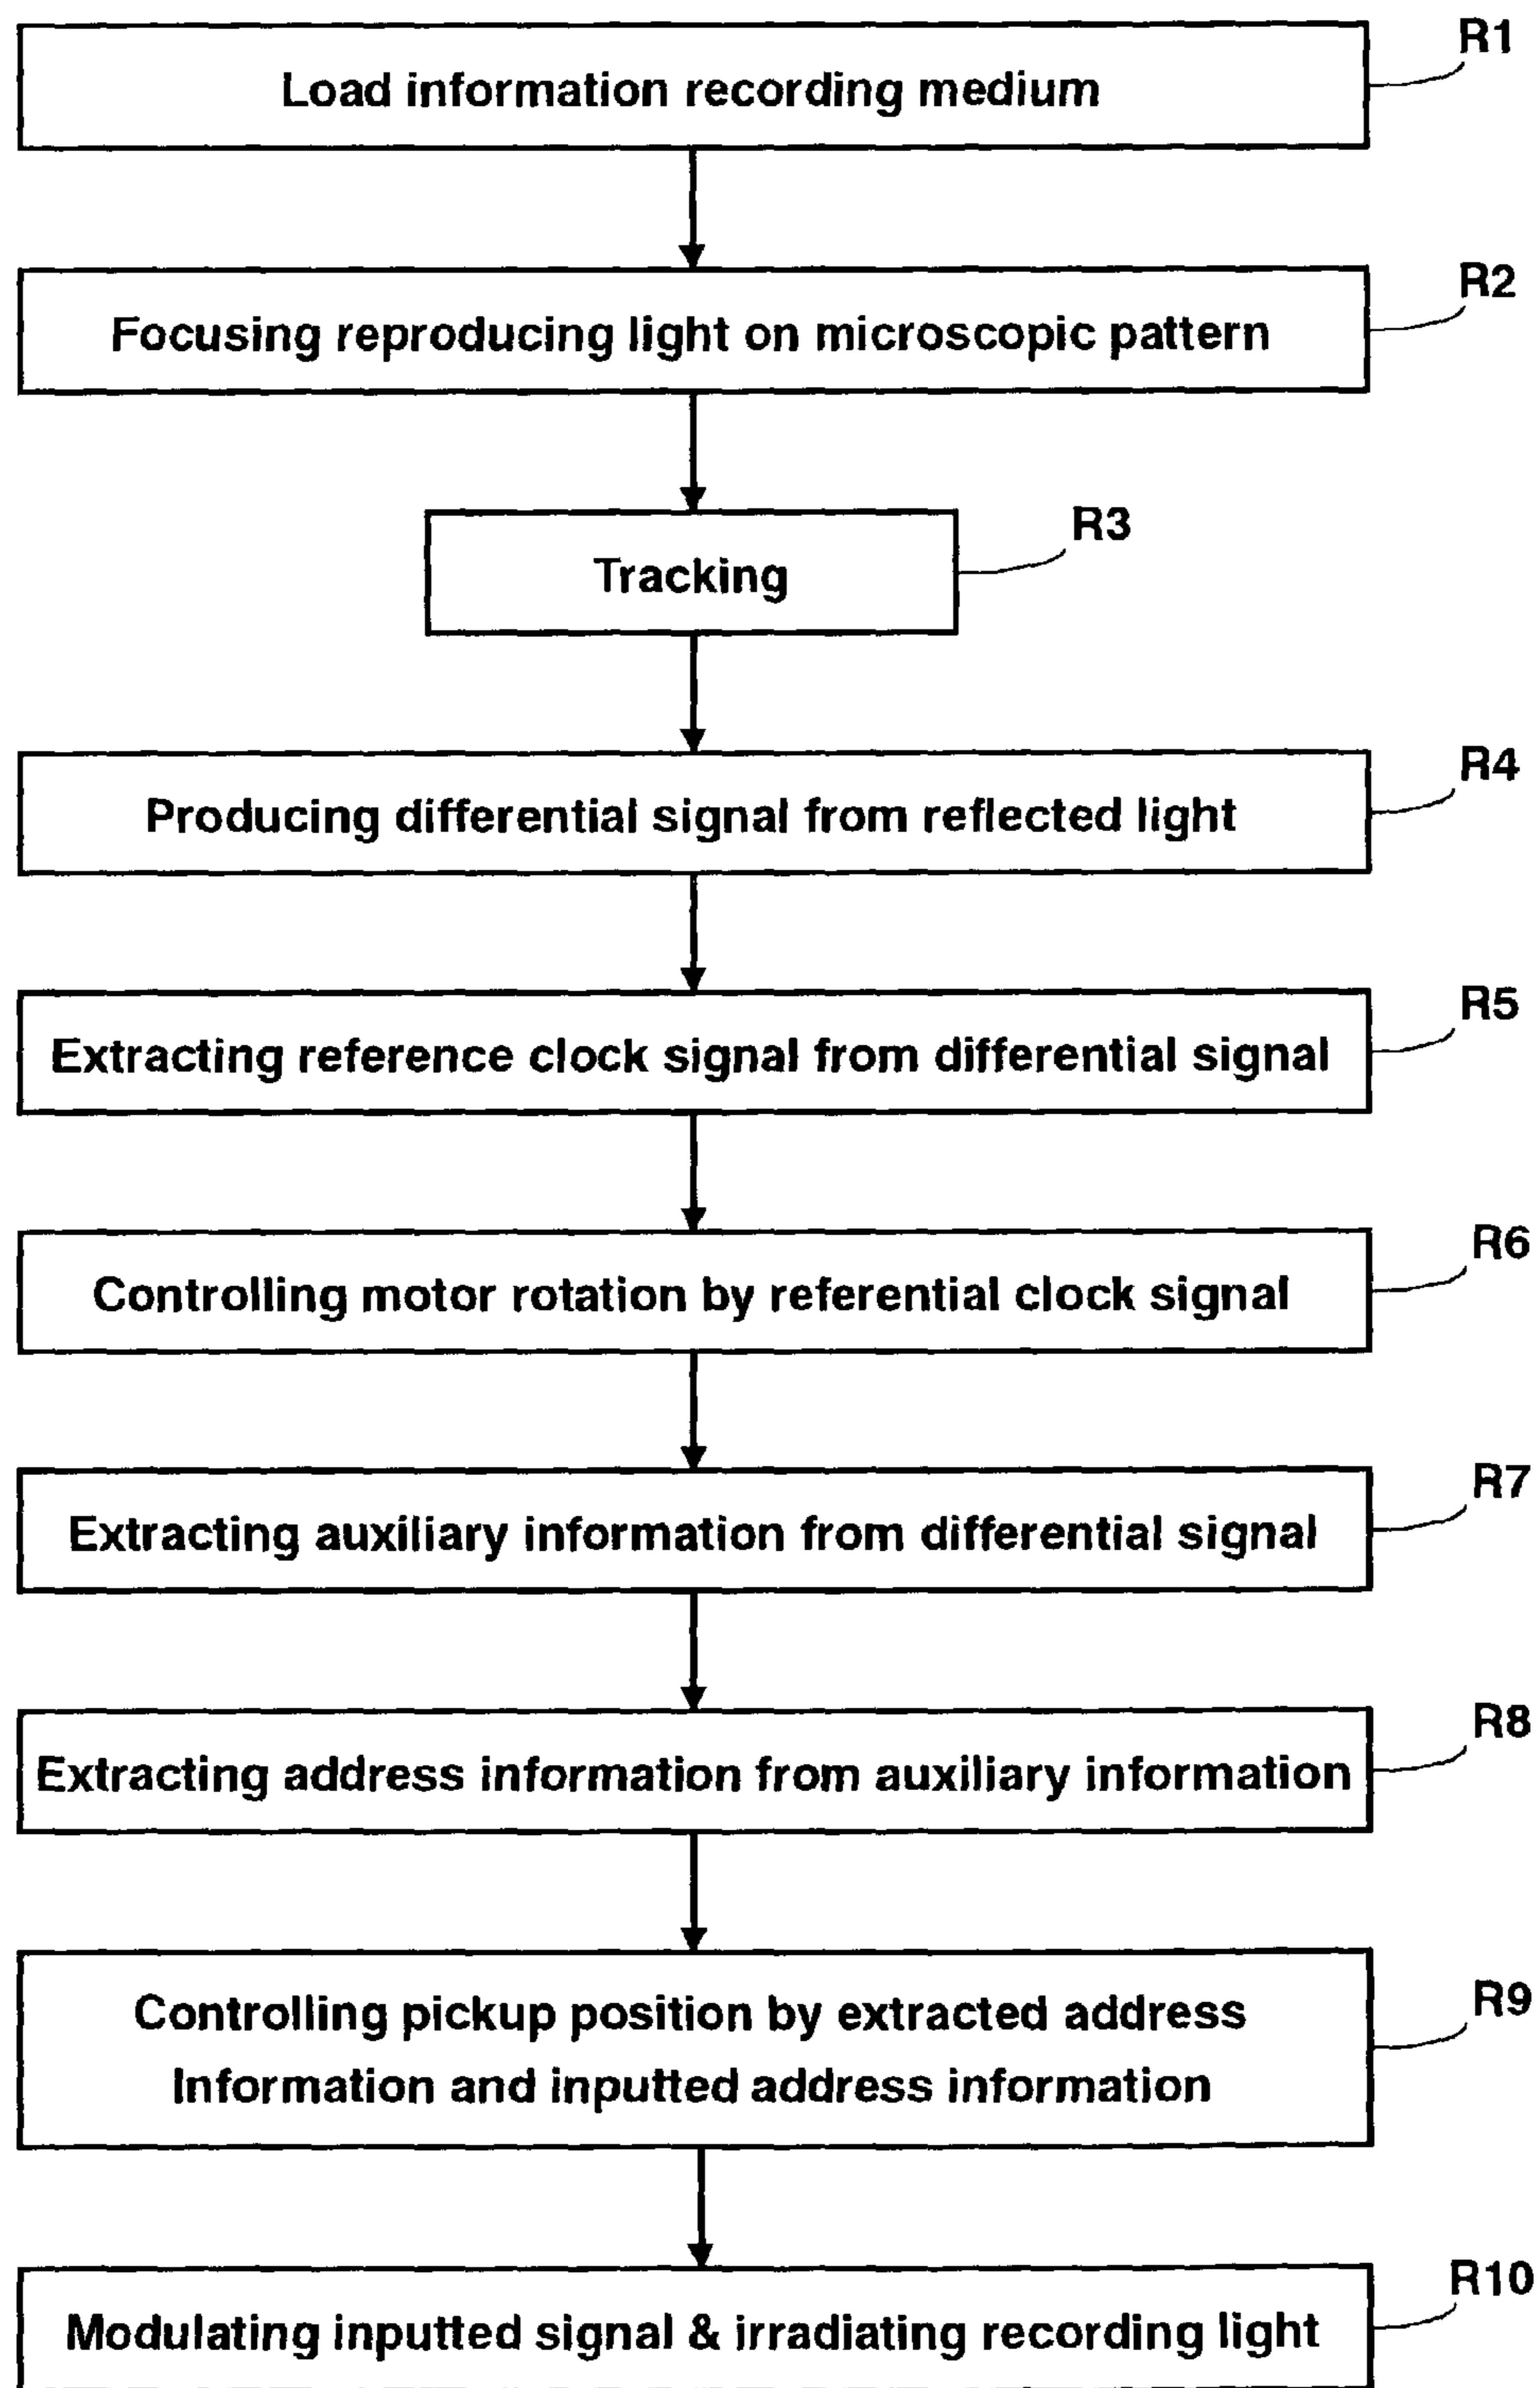 R1
Load information recording medium
R2
Focusing reproducing light on microscopic pattern
R3
Tracking
R4
Producing differential signal from reflected light
R5
Extracting reference clock signal from differential signal
R6
Controlling motor rotation by referential clock signal
R7
Extracting auxiliary information from differential signal
R8
Extracting address information from auxiliary information
R9
Controlling pickup position by extracted address
Information and inputted address information
R10
Modulating inputted signal & irradiating recording light